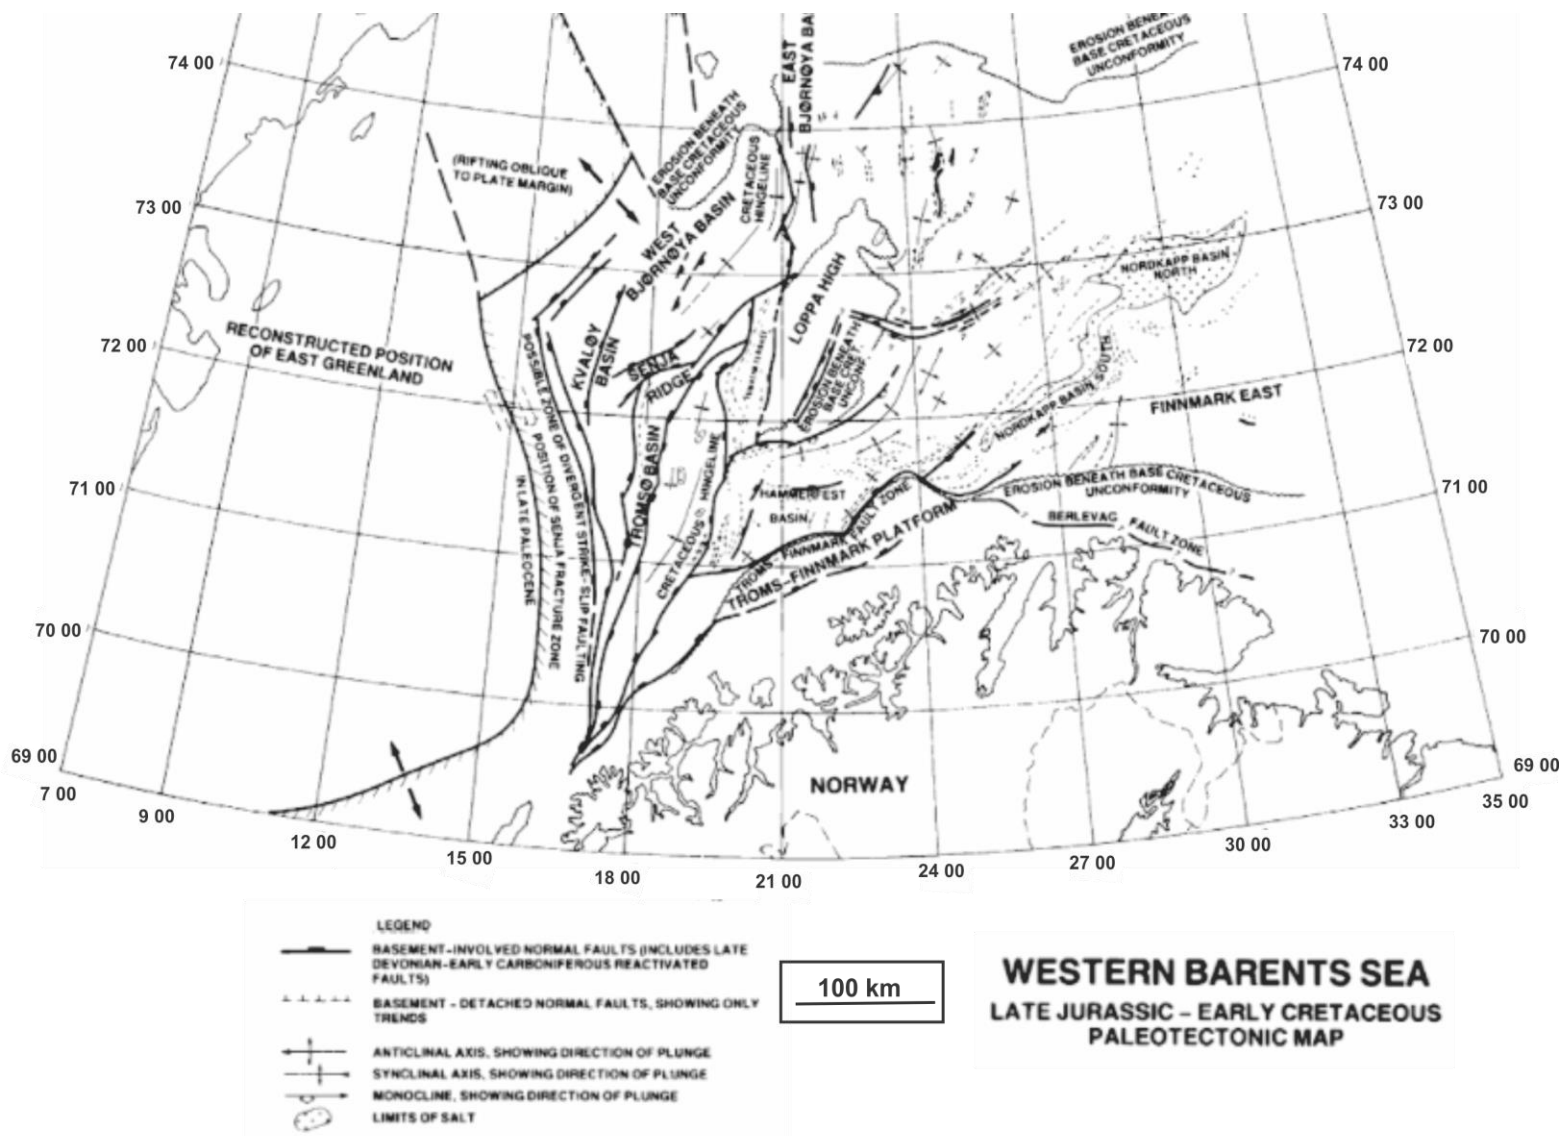 74 00
73 00
72 00
71 00
70 00
69 00
7 00
9 00
12 00
15 00
18 00
21 00
24 00
27 00
30 00
33 00
35 00
69 00
70 00
71 00
72 00
73 00
74 00
EROSION BENEA
BASE CRETACEOUS
UNCONFORMITY
EAST
BJØRNØYA BA
EROSION BENEATH
BASE CRETACEOUS
UNCONFORMITY
CRETACEOUS
HINGELINE
(RIFTING OBLIQUE
TO PLATE MARGIN)
WEST
BJØRNØYA BASIN
LOPPA HIGH
NORDKAPP BASIN
NORTH
RECONSTRUCTED POSITION
OF EAST GREENLAND
KVALØY
BASIN
SENJA
RIDGE
EROSION BENEATH
BASE CRET.
UNCONF
NORDKAPP BASIN SOUTH
FINNMARK EAST
POSSIBLE ZONE OF DIVERGENT STRIKE-SLIP FAULTING
POSITION OF SENJA FRACTURE ZONE
IN LATE PALEOCENE
TROMSØ BASIN
CRETACEOUS HINGELINE
HAMMERFEST
BASIN
TROMS-FINNMARK FAULT ZONE
TROMS-FINNMARK PLATFORM
EROSION BENEATH BASE CRETACEOUS
UNCONFORMITY
BERLEVAG FAULT ZONE
NORWAY
LEGEND
BASEMENT-INVOLVED NORMAL FAULTS (INCLUDES LATE
DEVONIAN-EARLY CARBONIFEROUS REACTIVATED
FAULTS)
BASEMENT - DETACHED NORMAL FAULTS, SHOWING ONLY
TRENDS
ANTICLINAL AXIS, SHOWING DIRECTION OF PLUNGE
SYNCLINAL AXIS, SHOWING DIRECTION OF PLUNGE
MONOCLINE, SHOWING DIRECTION OF PLUNGE
LIMITS OF SALT
100 km
WESTERN BARENTS SEA
LATE JURASSIC - EARLY CRETACEOUS
PALEOTECTONIC MAP